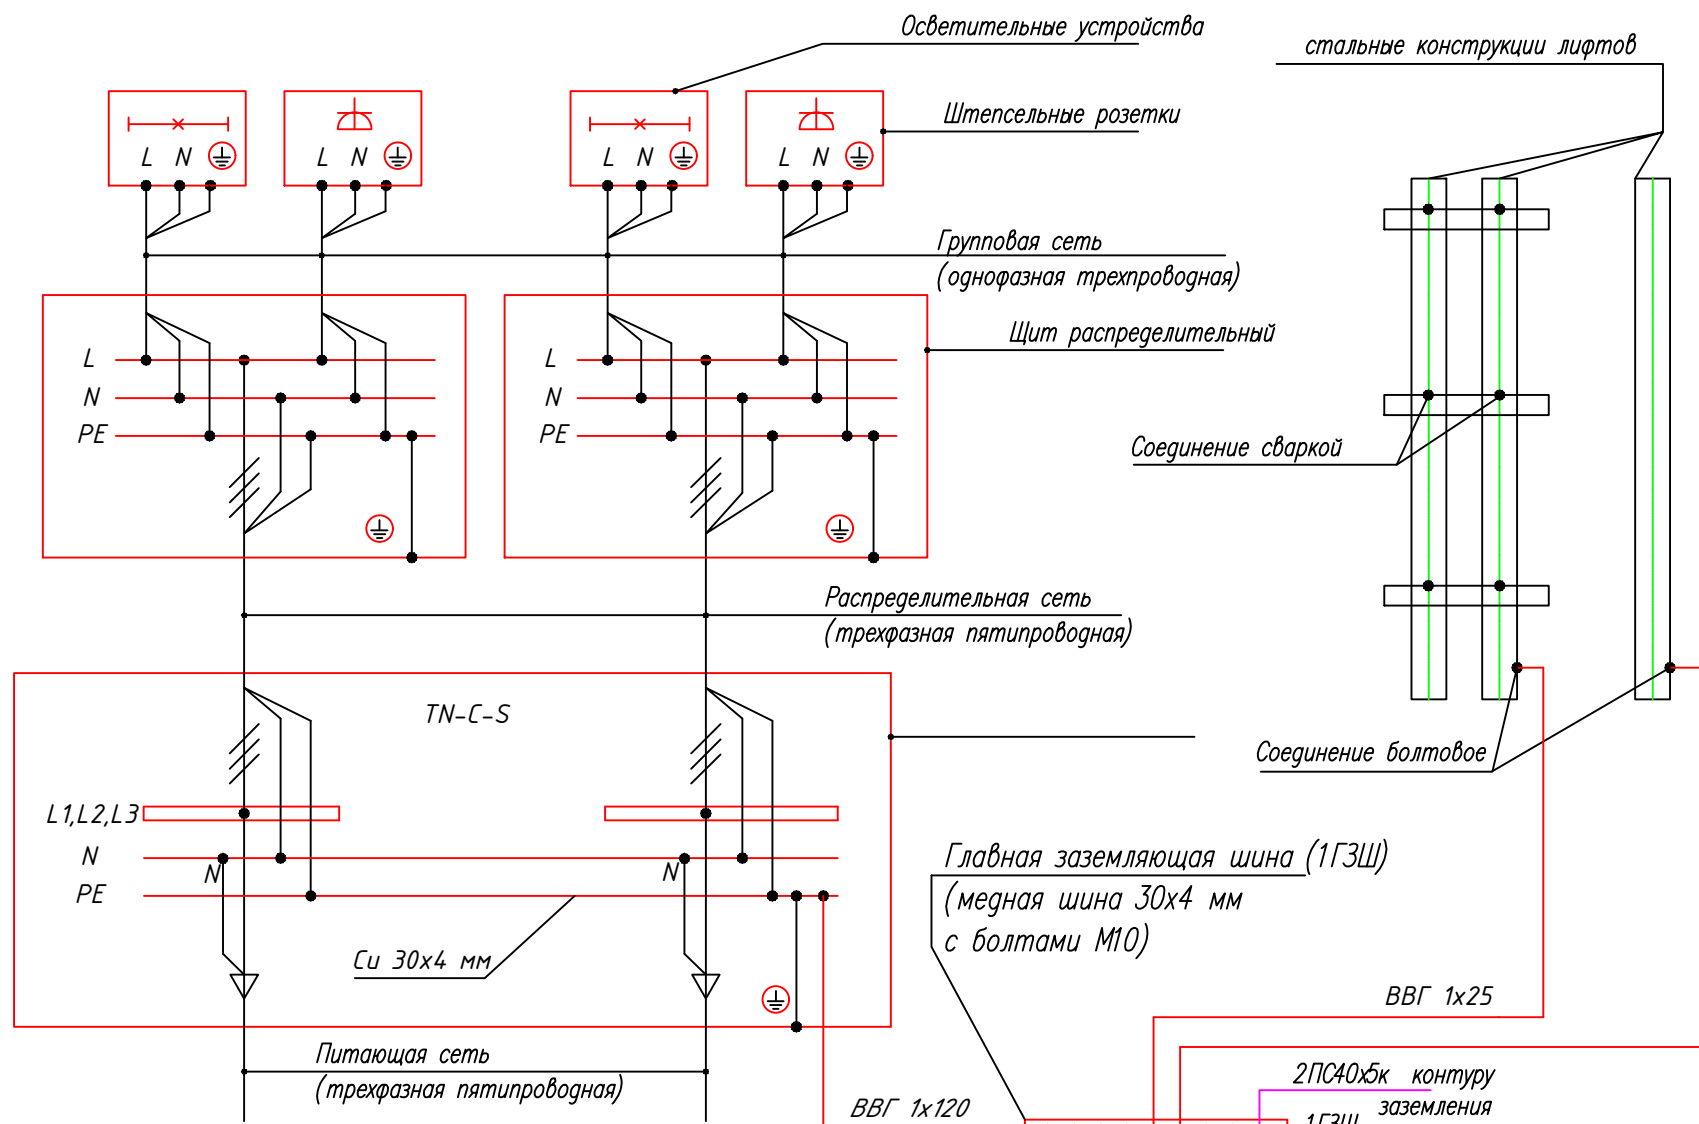 Осветительные устройства
стальные конструкции лифтов
Штепсельные розетки
L N L N L N L N
Групповая сеть
(однофазная трехпроводная)
Щит распределительный
L L
N N
PE PE
Соединение сваркой
Распределительная сеть
(трехфазная пятипроводная)
TN-C-S
Соединение болтовое
L1,L2,L3
N
N N
PE
Главная заземляющая шина (1ГЗШ)
(медная шина 30х4 мм
с болтами М10)
Cu 30х4 мм
ВВГ 1х25
Питающая сеть
(трехфазная пятипроводная)
2ПС40х5к контуру
заземления
ВВГ 1х120
1ГЗШ